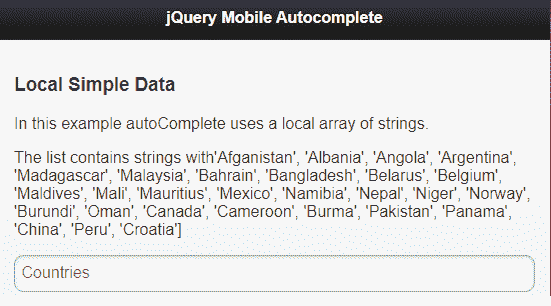 jQuery Mobile Autocomplete
Local Simple Data
In this example autoComplete uses a local array of strings.
The list contains strings with'Afganistan', 'Albania', 'Angola', 'Argentina',
'Madagascar', 'Malaysia', 'Bahrain', 'Bangladesh', 'Belarus', 'Belgium',
'Maldives', 'Mali', 'Mauritius', 'Mexico', 'Namibia', 'Nepal', 'Niger', 'Norway',
'Burundi', 'Oman', 'Canada', 'Cameroon', 'Burma', 'Pakistan', 'Panama',
'China', 'Peru', 'Croatia']
Countries